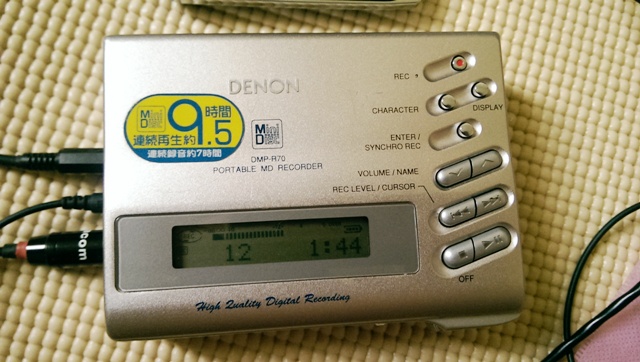 DENON
REC
CHARACTER
DISPLAY
ENTER /
SYNCHRO REC
VOLUME / NAME
REC LEVEL / CURSOR
OFF
9.5時間
連続再生約
連続録音約7時間
DMP-R70
PORTABLE MD RECORDER
12 1:44
High Quality Digital Recording
com